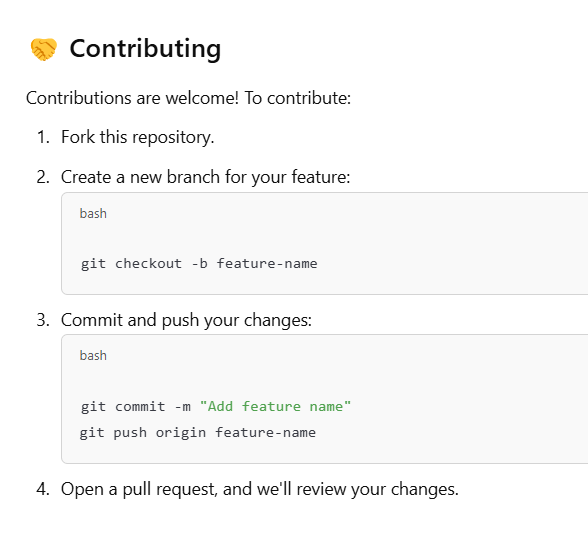 🤝 Contributing
Contributions are welcome! To contribute:
1. Fork this repository.
2. Create a new branch for your feature:
bash
git checkout -b feature-name
3. Commit and push your changes:
bash
git commit -m "Add feature name"
git push origin feature-name
4. Open a pull request, and we'll review your changes.